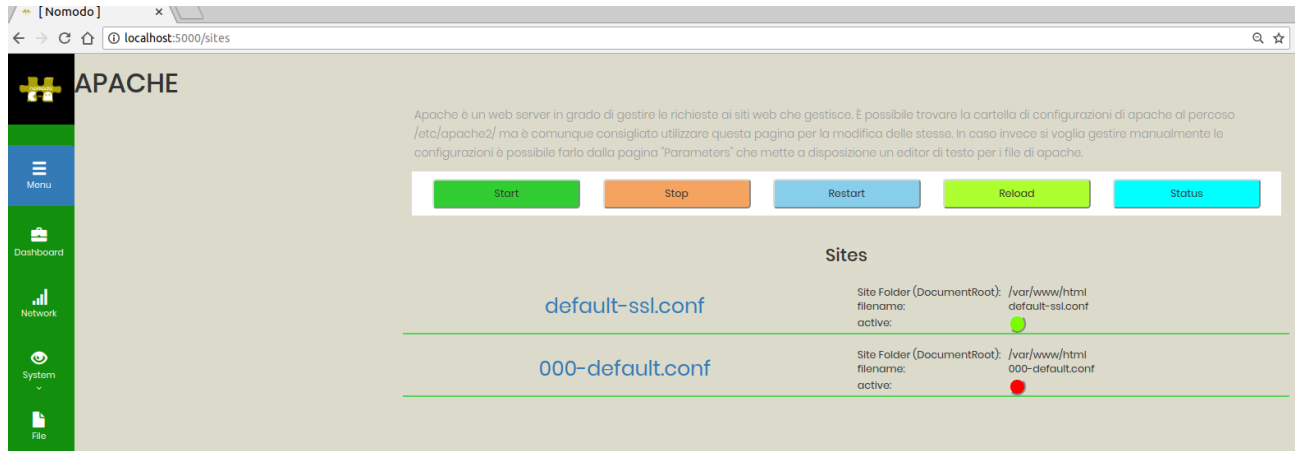 [ Nomodo ]
localhost:5000/sites
nomodo
APACHE
Apache è un web server in grado di gestire le richieste ai siti web che gestisce. È possibile trovare la cartella di configurazioni di apache al percoso
/etc/apache2/ ma è comunque consigliato utilizzare questa pagina per la modifica delle stesse. In caso invece si voglia gestire manualmente le
configurazioni è possibile farlo dalla pagina "Parameters" che mette a disposizione un editor di testo per i file di apache.
Menu
Start Stop Restart Reload Status
Dashboard
Sites
Network
default-ssl.conf
Site Folder (DocumentRoot): /var/www/html
filename: default-ssl.conf
active:
System
000-default.conf
Site Folder (DocumentRoot): /var/www/html
filename: 000-default.conf
active:
File